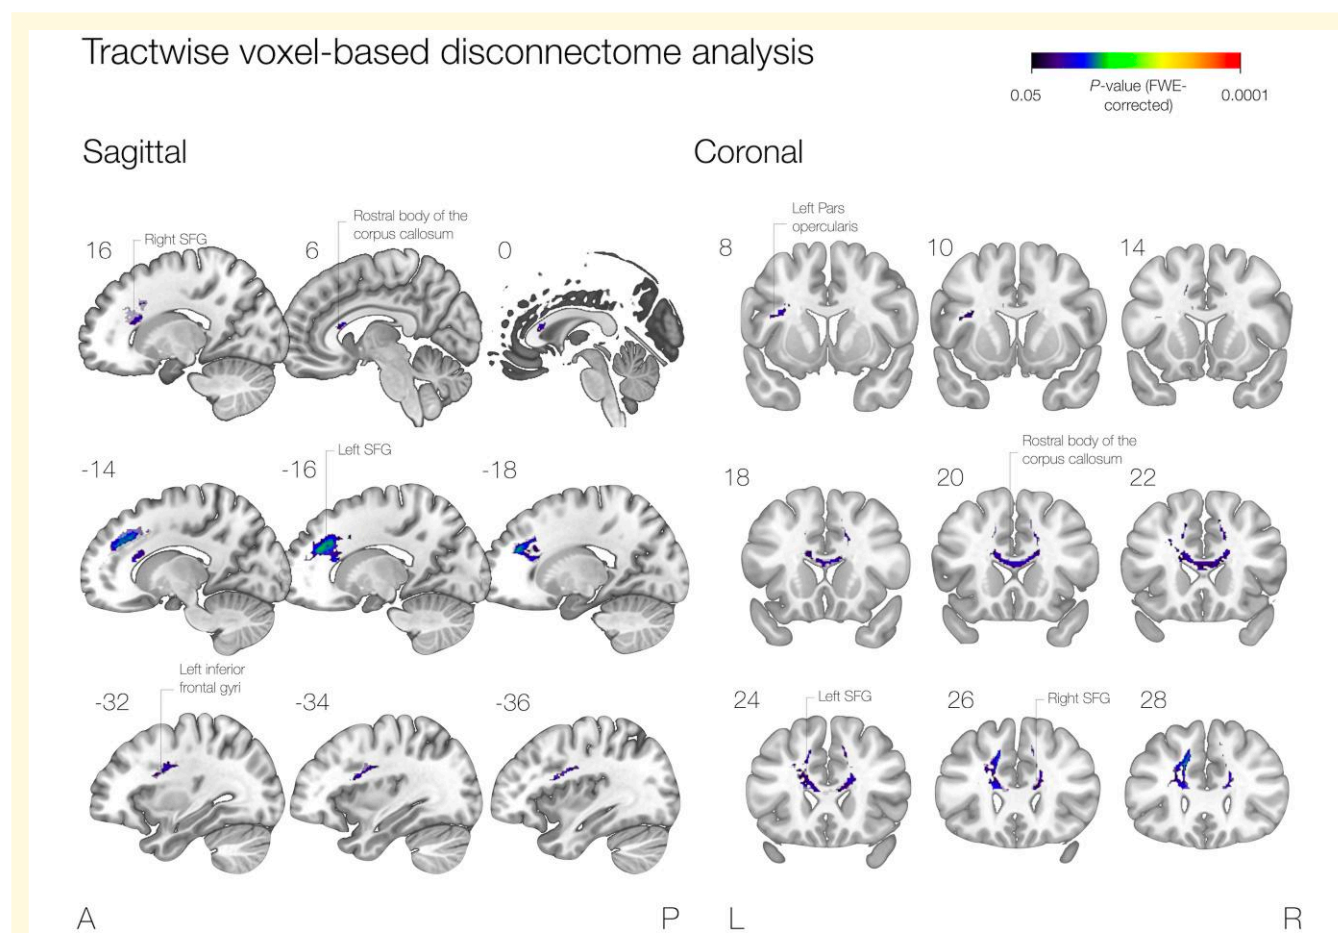 Tractwise voxel-based disconnectome analysis
0.05
P-value (FWE-
corrected)
0.0001
Sagittal
Coronal
16
Right SFG
6
Rostral body of the
corpus callosum
0
8
Left Pars
opercularis
10
14
-14
-16
Left SFG
-18
18
20
Rostral body of the
corpus callosum
22
-32
Left inferior
frontal gyri
-34
-36
24
Left SFG
26
Right SFG
28
A
P
L
R